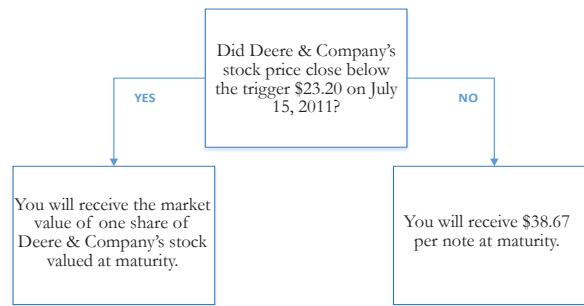 Did Deere & Company’s
stock price close below
the trigger $23.20 on July
15, 2011?
YES
NO
You will receive the market
value of one share of
Deere & Company’s stock
valued at maturity.
You will receive $38.67
per note at maturity.